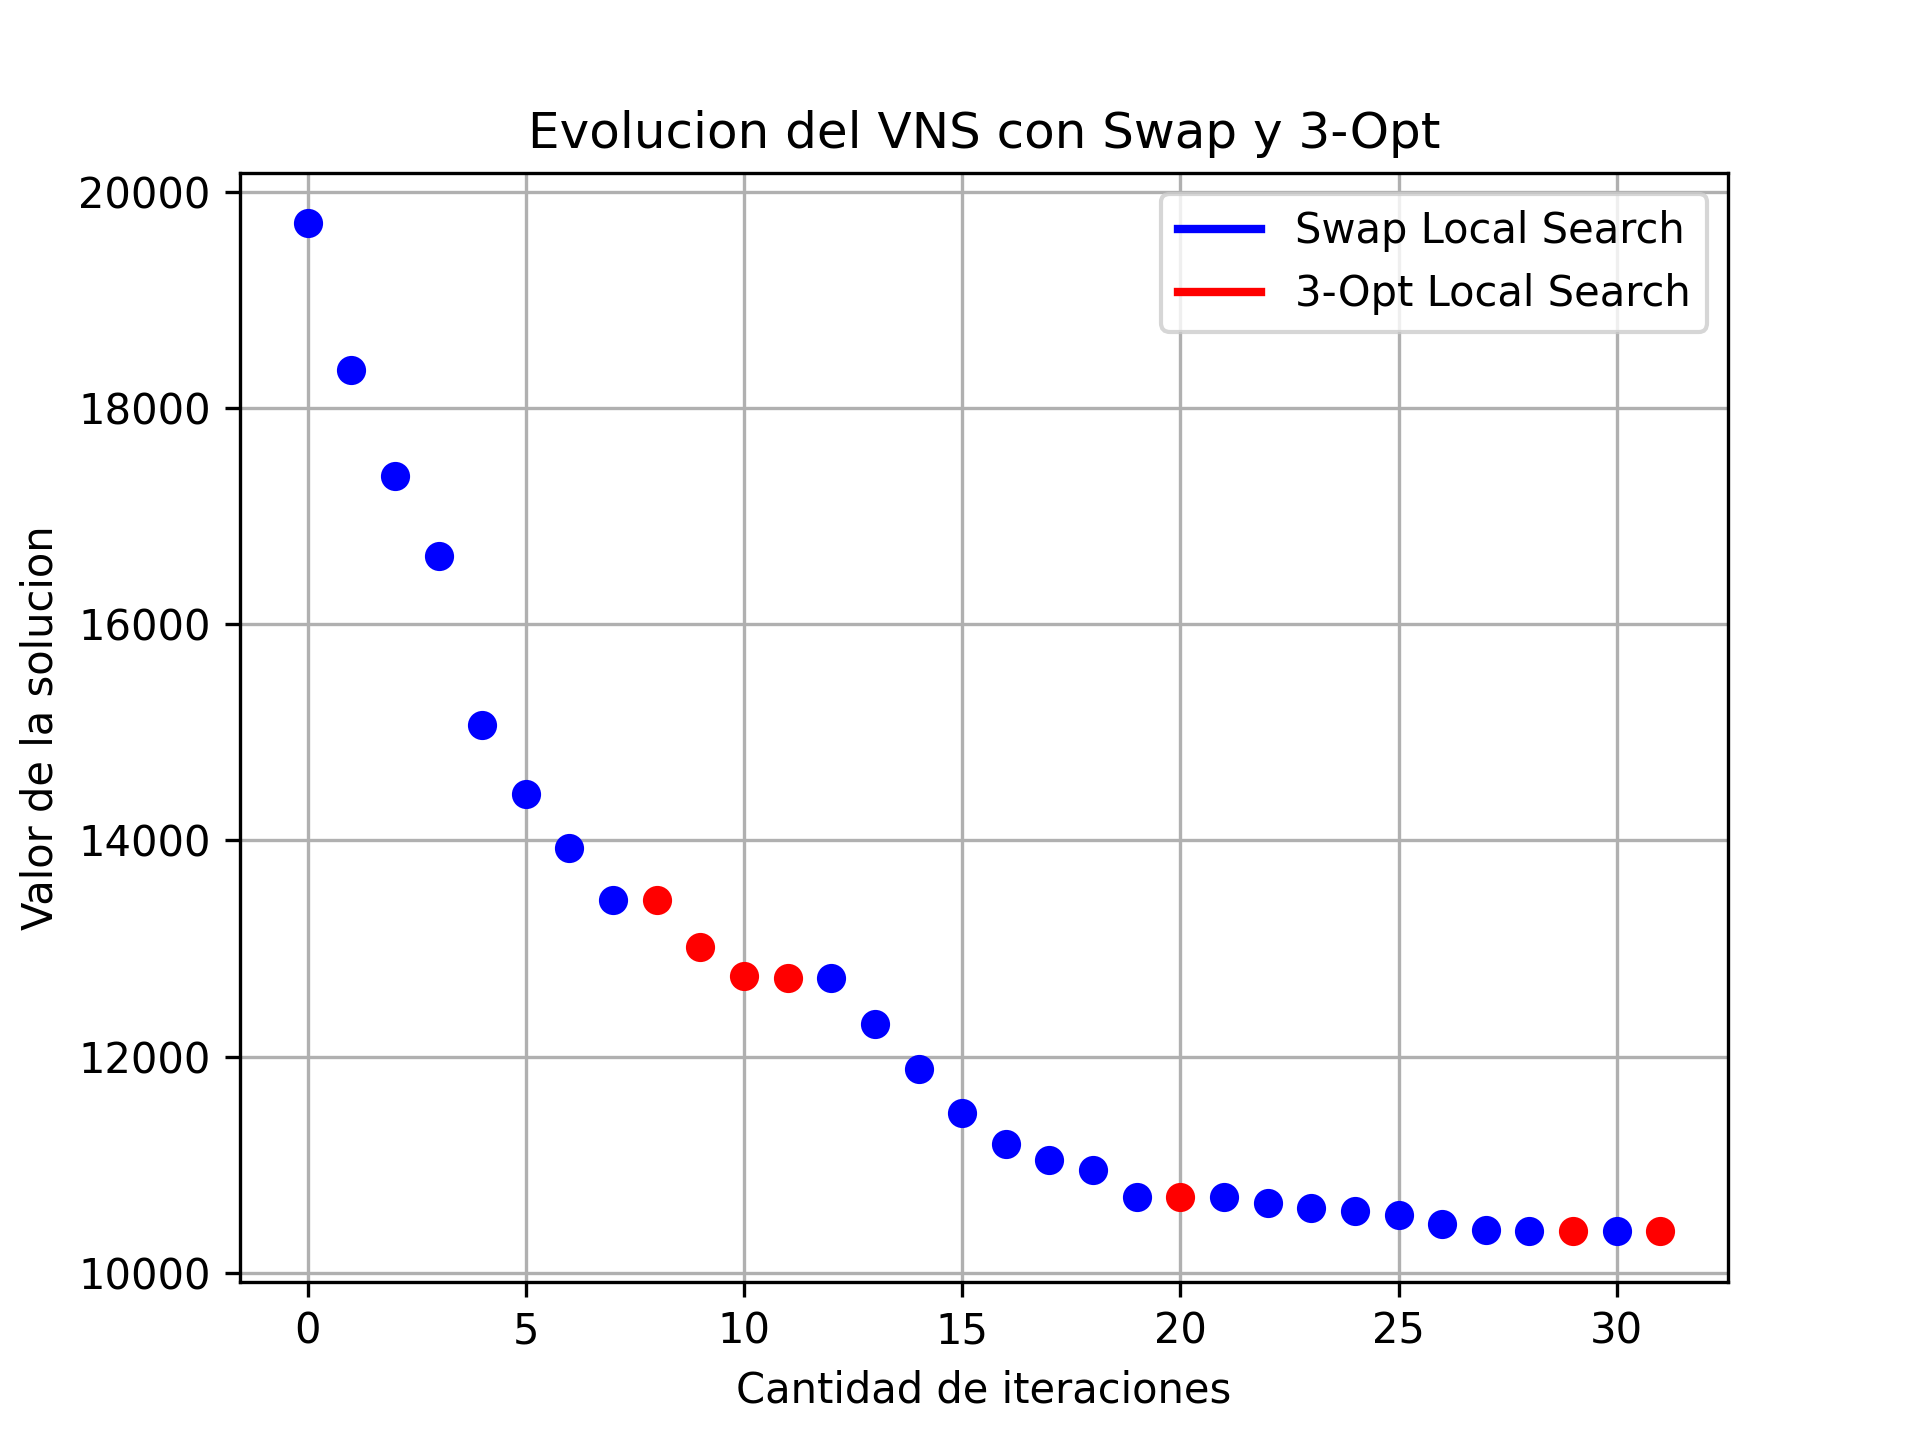 Evolucion del VNS con Swap y 3-Opt
Swap Local Search
3-Opt Local Search
Valor de la solucion
20000
18000
16000
14000
12000
10000
0 5 10 15 20 25 30
Cantidad de iteraciones